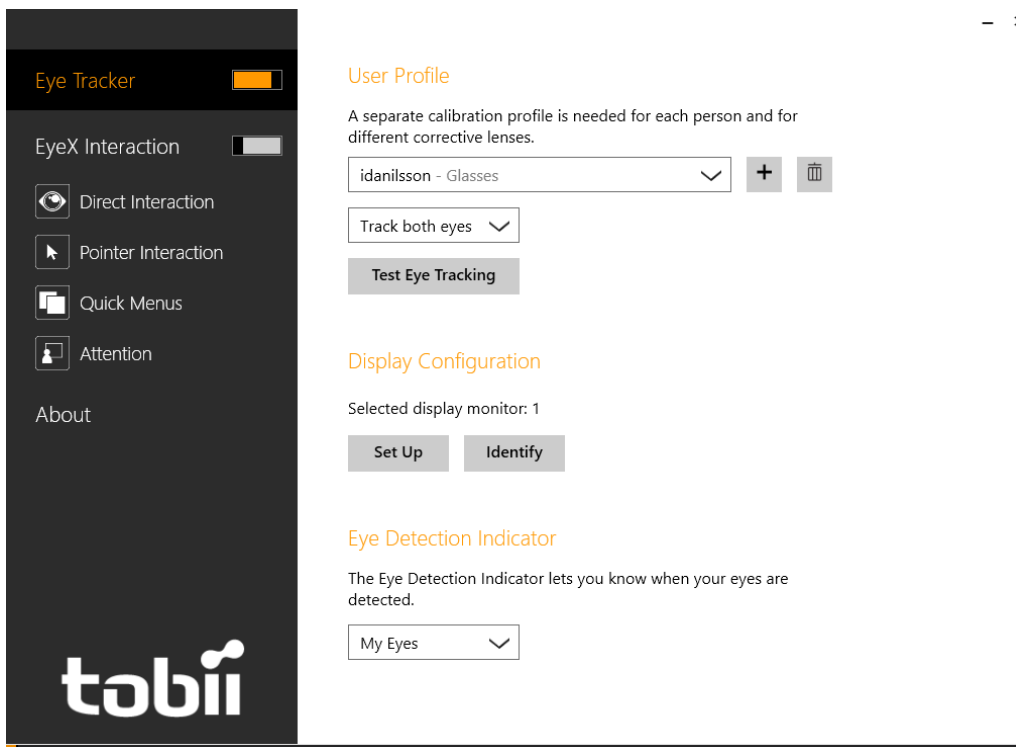 Eye Tracker
EyeX Interaction
Direct Interaction
Pointer Interaction
Quick Menus
Attention
About
tobii
User Profile
A separate calibration profile is needed for each person and for
different corrective lenses.
idanilsson - Glasses
Track both eyes
Test Eye Tracking
Display Configuration
Selected display monitor: 1
Set Up
Identify
Eye Detection Indicator
The Eye Detection Indicator lets you know when your eyes are
detected.
My Eyes